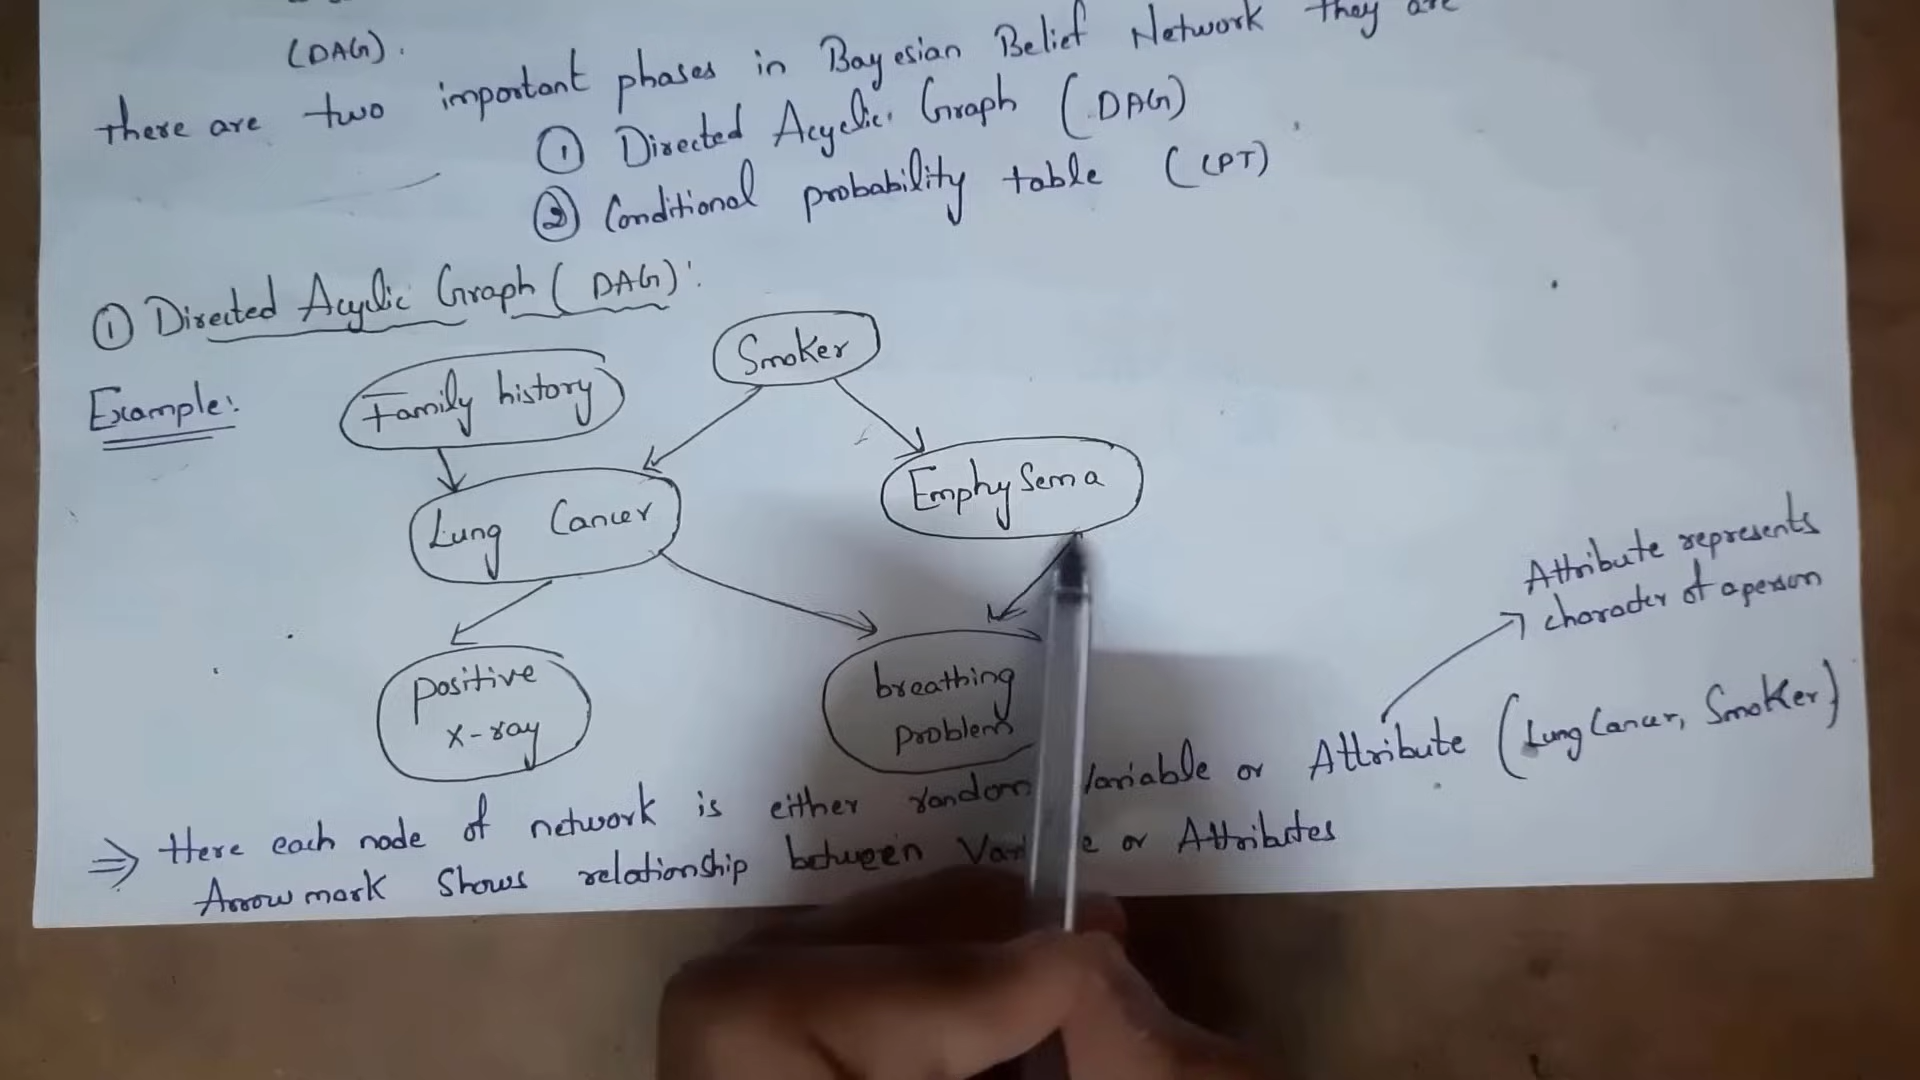 (DAG).
there are two important phases in Bayesian Belief Network they are
① Directed Acyclic Graph (DAG)
② Conditional probability table (CPT)
① Directed Acyclic Graph (DAG):
Example:
Family history
Smoker
Lung Cancer
Emphysema
positive
x-ray
breathing
problem
Attribute represents
character of a person
⇒ Here each node of network is either random variable or Attribute (Lung Cancer, Smoker)
Arrow mark shows relationship between or Attributes